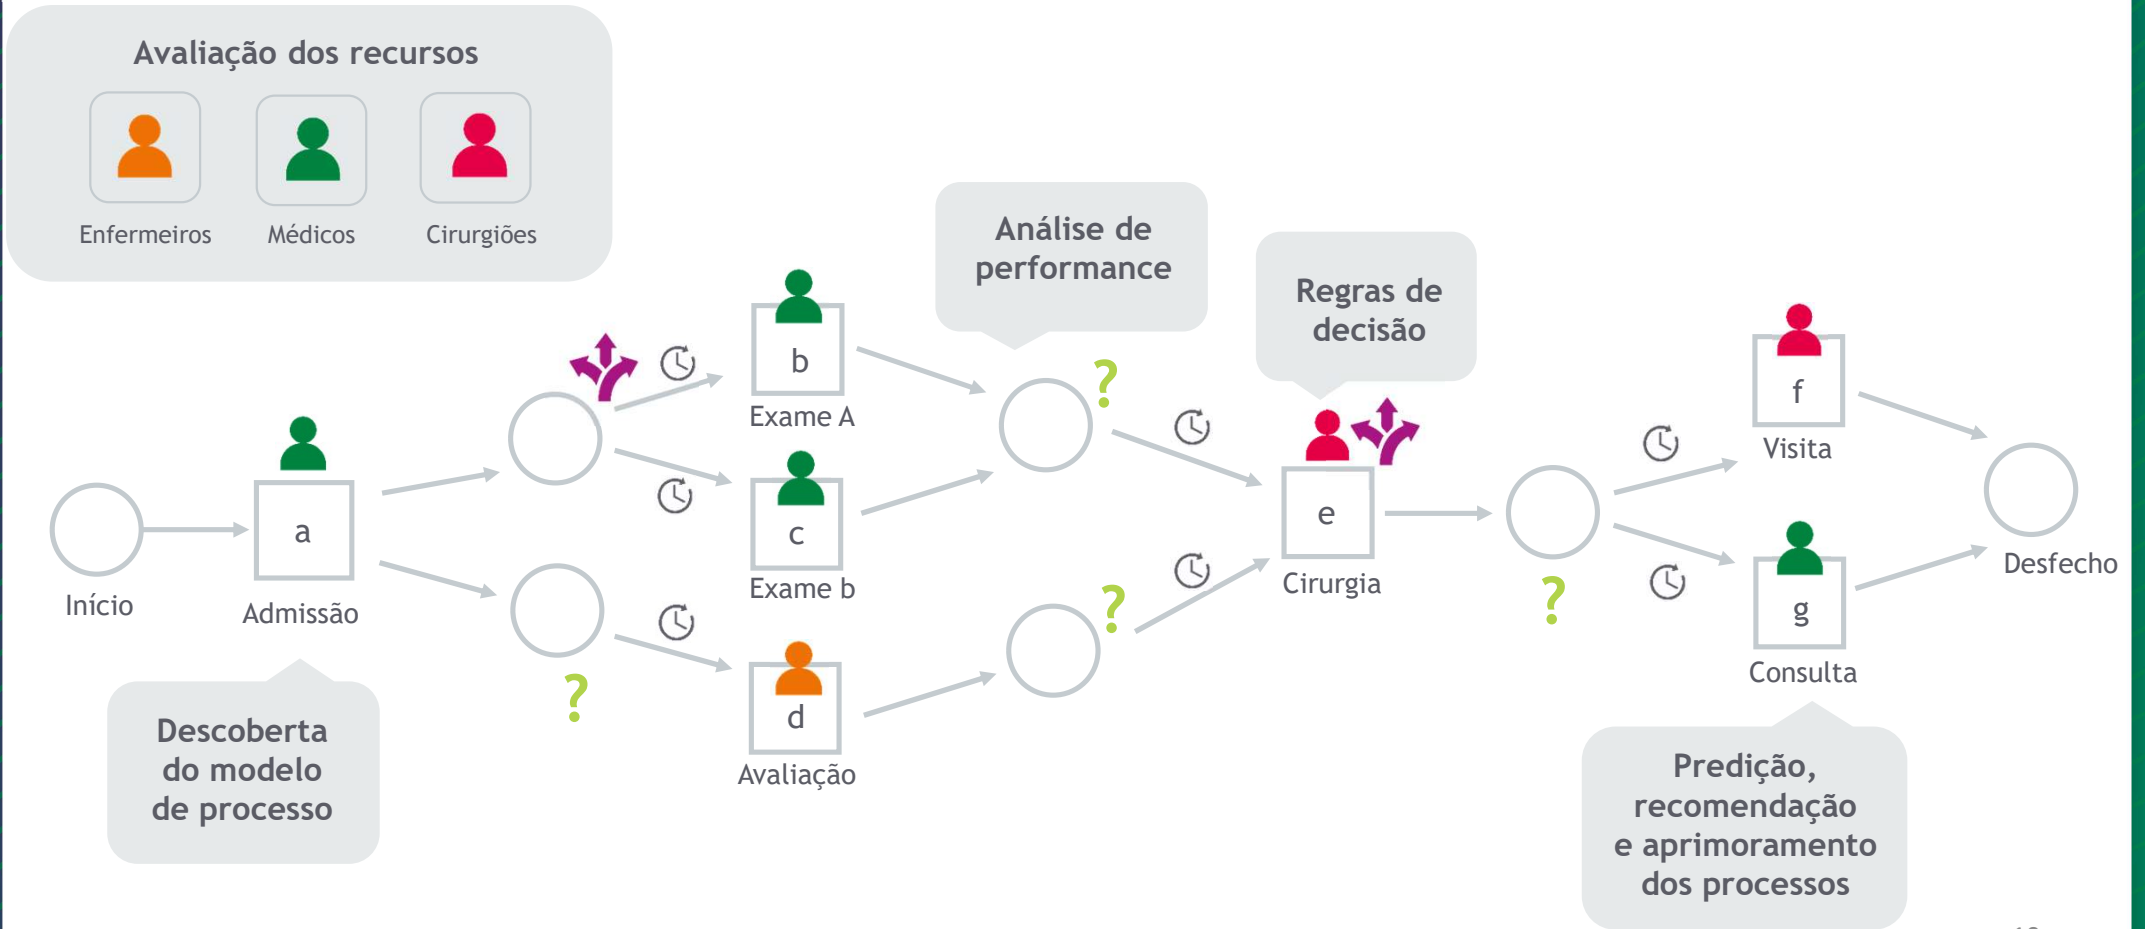 Avaliação dos recursos
Enfermeiros
Médicos
Cirurgiões
Análise de
performance
Regras de
decisão
b
Exame A
?
f
Visita
a
Admissão
Início
c
Exame b
e
Cirurgia
?
?
g
Consulta
Desfecho
?
d
Avaliação
Descoberta
do modelo
de processo
Predição,
recomendação
e aprimoramento
dos processos